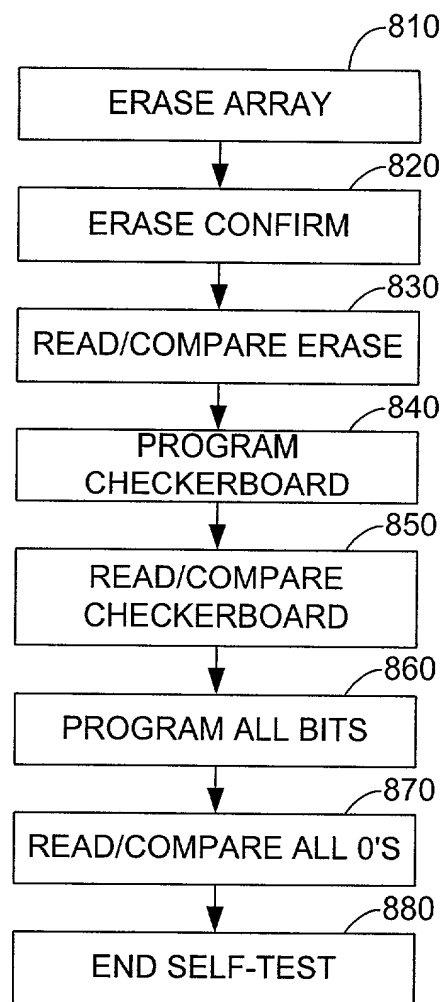 810
ERASE ARRAY
820
ERASE CONFIRM
830
READ/COMPARE ERASE
840
PROGRAM
CHECKERBOARD
850
READ/COMPARE
CHECKERBOARD
860
PROGRAM ALL BITS
870
READ/COMPARE ALL 0'S
880
END SELF-TEST